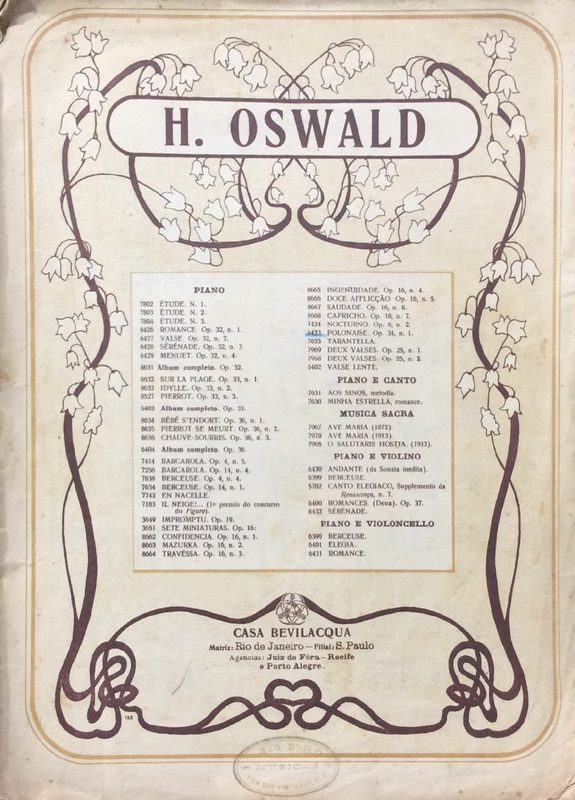 H. OSWALD
PIANO
7802 ÉTUDE. N. 1.
7803 ÉTUDE. N. 2.
7804 ÉTUDE. N. 3.
6426 ROMANCE Op. 32, n. 1.
6427 VALSE. Op. 32, n. 2.
6428 SÉRÉNADE. Op. 32, n. 3.
6429 MENUET. Op. 32, n. 4.
8631 Album completo. Op. 32.
8632 SUR LA PLAGE. Op. 33, n. 1.
8633 IDYLLE. Op. 33, n. 2.
8527 PIERROT. Op. 33, n. 3.
6403 Album completo. Op. 33.
8634 BÉBÉ S'ENDORT. Op. 36, n. 1.
8635 PIERROT SE MEURT. Op. 36, n. 2.
8636 CHAUVE-SOURRIS. Op. 36, n. 3.
6404 Album completo. Op. 36.
7414 BARCAROLA. Op. 4, n. 5.
7256 BARCAROLA. Op. 14, n. 4.
7838 BERCEUSE. Op. 4, n. 4.
7634 BERCEUSE. Op. 14, n. 1.
7743 EN NACELLE.
7183 IL NEIGE!... (1º premio do concurso
do Figaro).
3649 IMPROMPTU. Op. 19.
3651 SETE MINIATURAS. Op. 16:
8662 CONFIDENCIA. Op. 16, n. 1.
8663 MAZURKA. Op. 16, n. 2.
8664 TRAVÊSSA. Op. 16, n. 3.
8665 INGENUIDADE. Op. 16, n. 4.
8666 DOCE AFFLICÇÃO. Op. 16, n. 5.
8667 SAUDADE. Op. 16, n. 6.
8668 CAPRICHO. Op. 16, n. 7.
7424 NOCTURNO. Op. 6, n. 2.
6433 POLONAISE. Op. 34, n. 1.
7633 TARANTELLA.
7969 DEUX VALSES. Op. 25, n. 1.
7968 DEUX VALSES. Op. 25, n. 2.
6402 VALSE LENTE.
PIANO E CANTO
7631 AOS SINOS, melodia.
7630 MINHA ESTRELLA, romance.
MUSICA SACRA
7967 AVE MARIA (1872).
7970 AVE MARIA (1913).
7966 O SALUTARIS HOSTIA. (1913).
PIANO E VIOLINO
6430 ANDANTE (da Sonata inedita).
6399 BERCEUSE.
5702 CANTO ELEGIACO, Supplemento da
Renascença, n. 7.
6400 ROMANCES. (Deux). Op. 37.
6432 SERÉNADE.
PIANO E VIOLONCELLO
6399 BERCEUSE.
6401 ÉLEGIA.
6431 ROMANCE.
CASA BEVILACQUA
Matriz: Rio de Janeiro — Filial: S. Paulo
Agencias: Juiz de Fóra — Recife
e Porto Alegre.